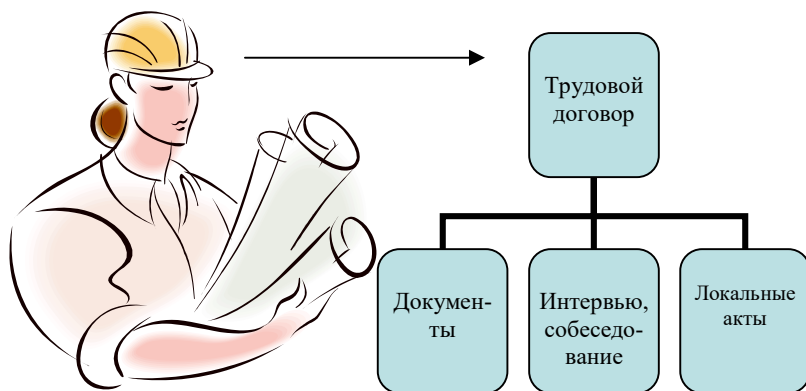 Трудовой
договор
Докумен-
ты
Интервью,
собеседо-
вание
Локальные
акты